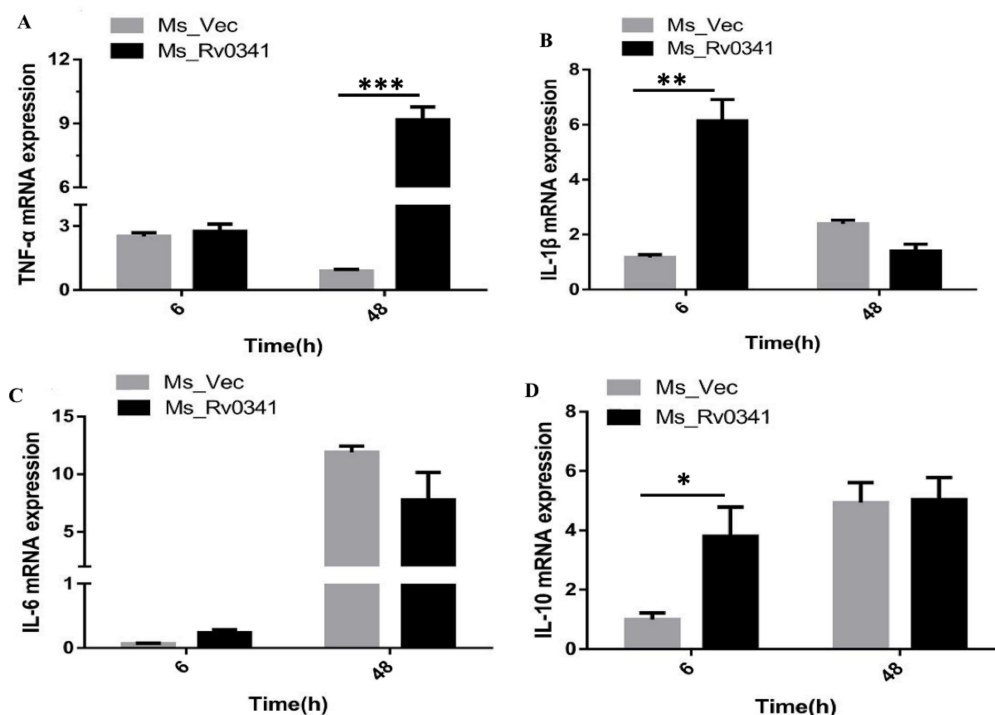 A
Ms_Vec
Ms_Rv0341
TNF-α mRNA expression
12
9
6
3
0
***
6
48
Time(h)
B
Ms_Vec
Ms_Rv0341
IL-1β mRNA expression
8
6
4
2
0
**
6
48
Time(h)
C
Ms_Vec
Ms_Rv0341
IL-6 mRNA expression
15
10
5
1
0
6
48
Time(h)
D
Ms_Vec
Ms_Rv0341
IL-10 mRNA expression
8
6
4
2
0
*
6
48
Time(h)